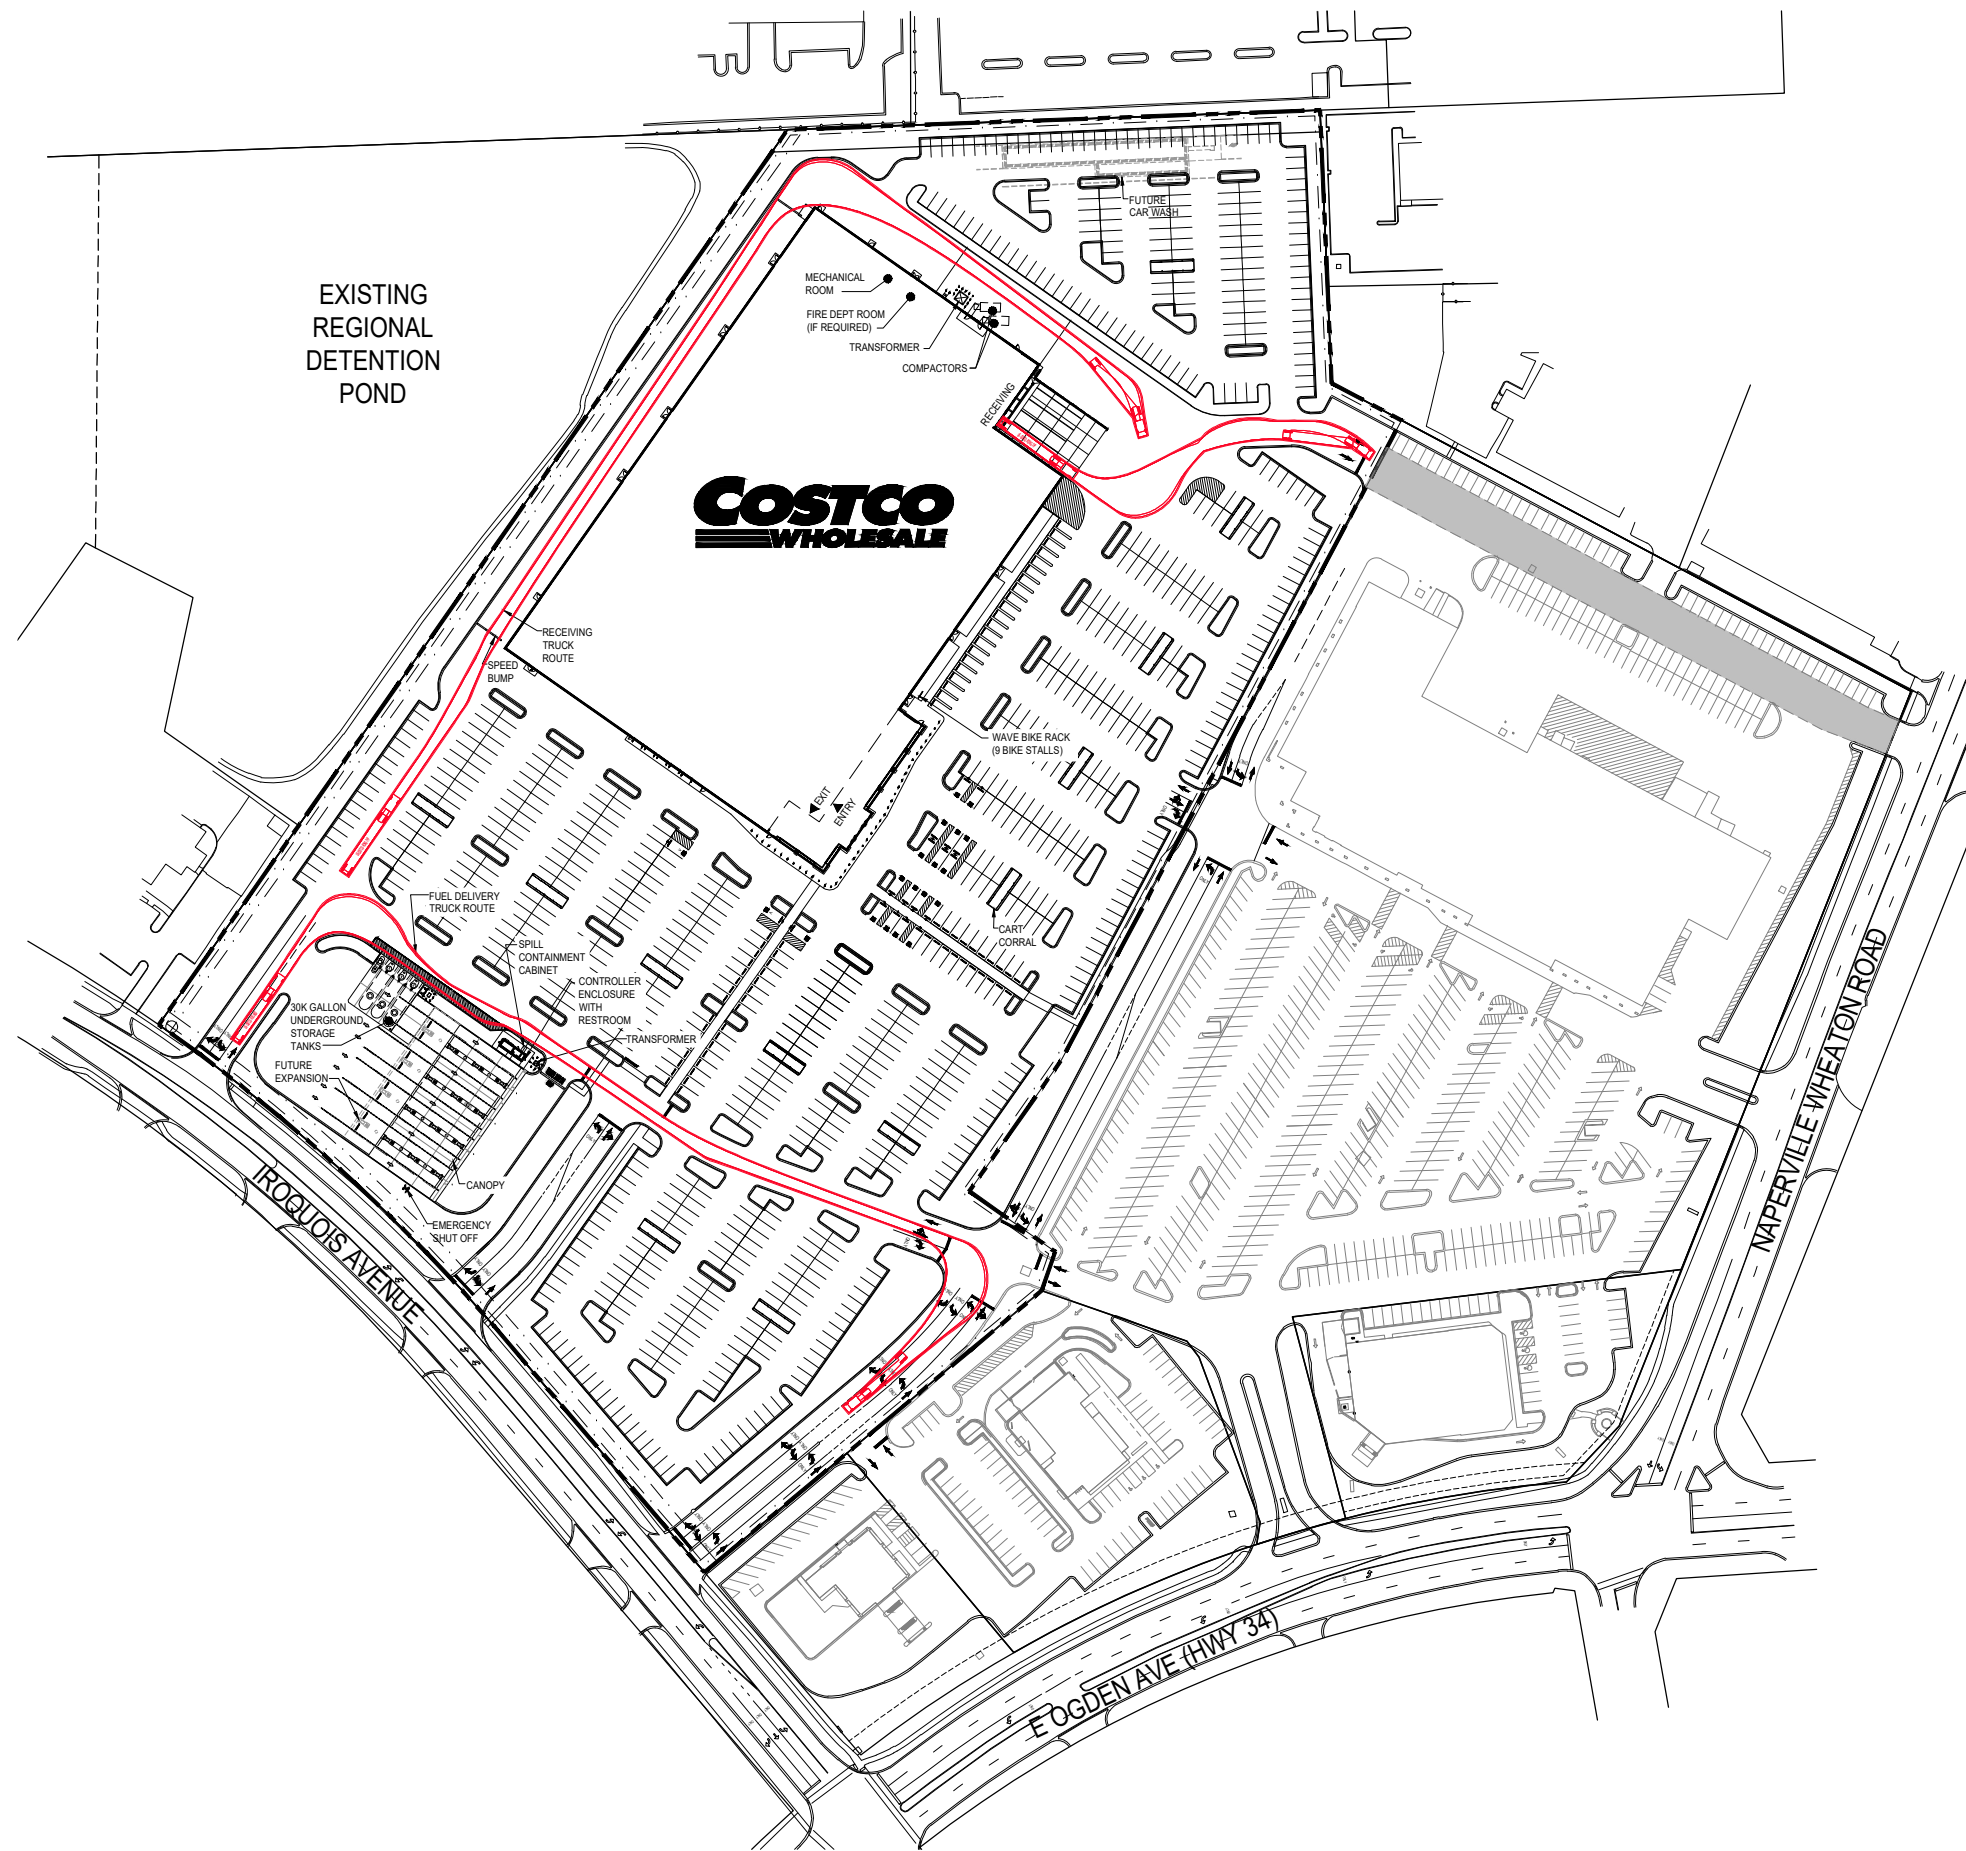 FUTURE
CAR WASH
EXISTING
REGIONAL
DETENTION
POND
MECHANICAL
ROOM
FIRE DEPT ROOM
(IF REQUIRED)
TRANSFORMER
COMPACTORS
RECEIVING
COSTCO
WHOLESALE
RECEIVING
TRUCK
ROUTE
SPEED
BUMP
WAVE BIKE RACK
(9 BIKE STALLS)
EXIT
ENTRY
FUEL DELIVERY
TRUCK ROUTE
CART
CORRAL
SPILL
CONTAINMENT
CABINET
CONTROLLER
ENCLOSURE
WITH
RESTROOM
30K GALLON
UNDERGROUND
STORAGE
TANKS
TRANSFORMER
FUTURE
EXPANSION
CANOPY
EMERGENCY
SHUT OFF
IROQUOIS AVENUE
NAPERVILLE WHEATON ROAD
E OGDEN AVE (HWY 34)